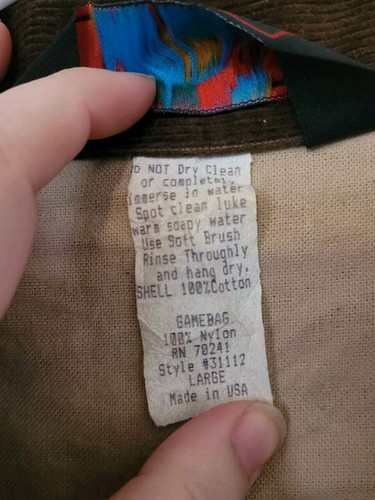 O NOT Dry Clean
or completely
immerse in water
Spot clean luke
warm soapy water
Use Soft Brush
Rinse Throughly
and hang dry.
SHELL 100%Cotton
GAMEBAG
100% Nylon
RN 70241
Style #31112
LARGE
Made in USA